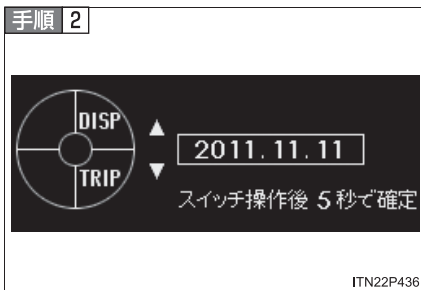 手順 2
DISP
▲
2011.11.11
TRIP
▼
スイッチ操作後 5秒で確定
ITN22P436